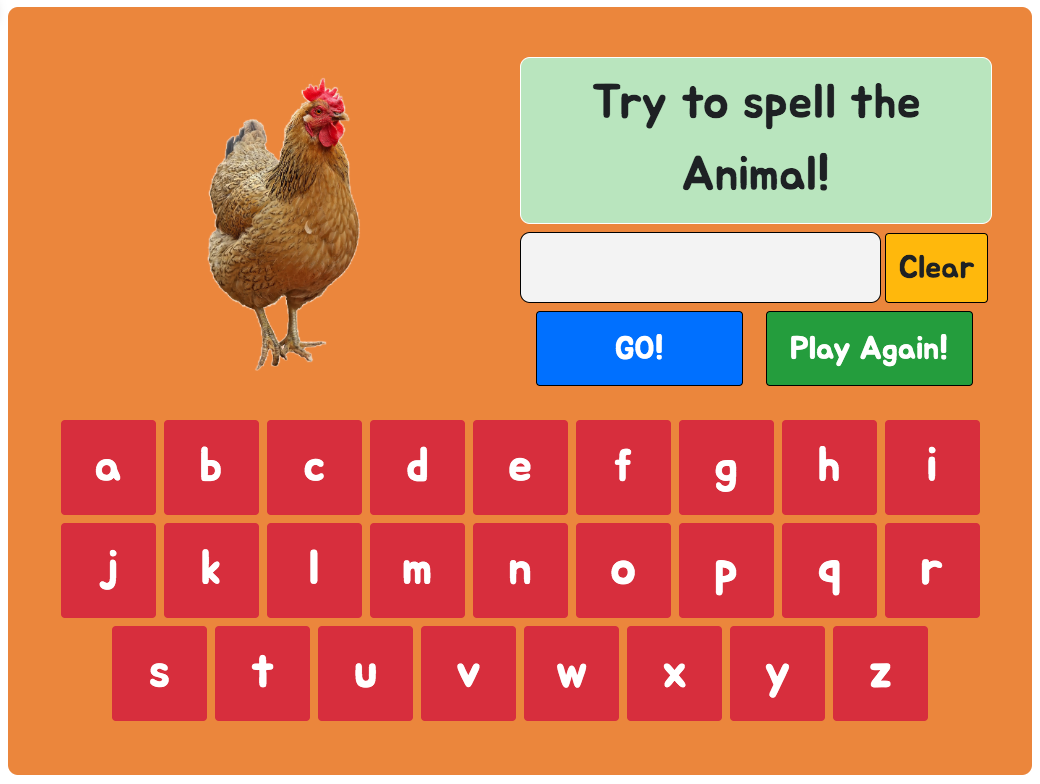 Try to spell the
Animal!
Clear
GO! Play Again!
a b c d e f g h i
j k l m n o p q r
s t u v w x y z